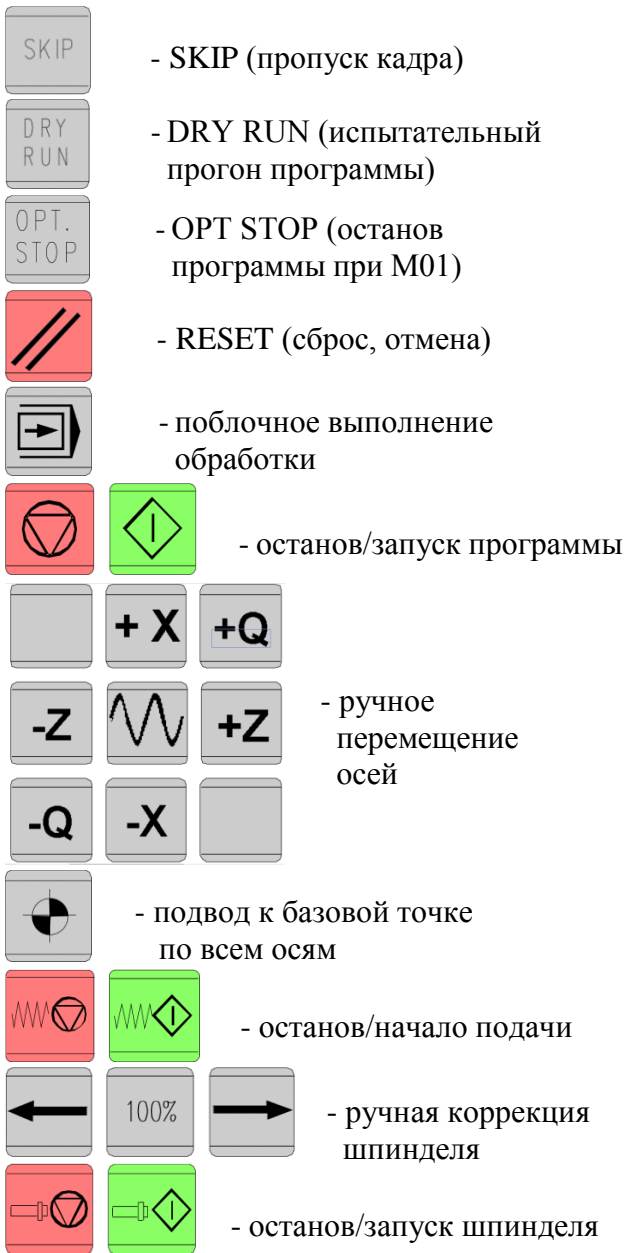 SKIP
- SKIP (пропуск кадра)
DRY
RUN
- DRY RUN (испытательный
прогон программы)
OPT.
STOP
- OPT STOP (останов
программы при М01)
- RESET (сброс, отмена)
- поблочное выполнение
обработки
- останов/запуск программы
+ X +Q
-Z +Z
- ручное
перемещение
осей
-Q -X
- подвод к базовой точке
по всем осям
- останов/начало подачи
100%
- ручная коррекция
шпинделя
- останов/запуск шпинделя